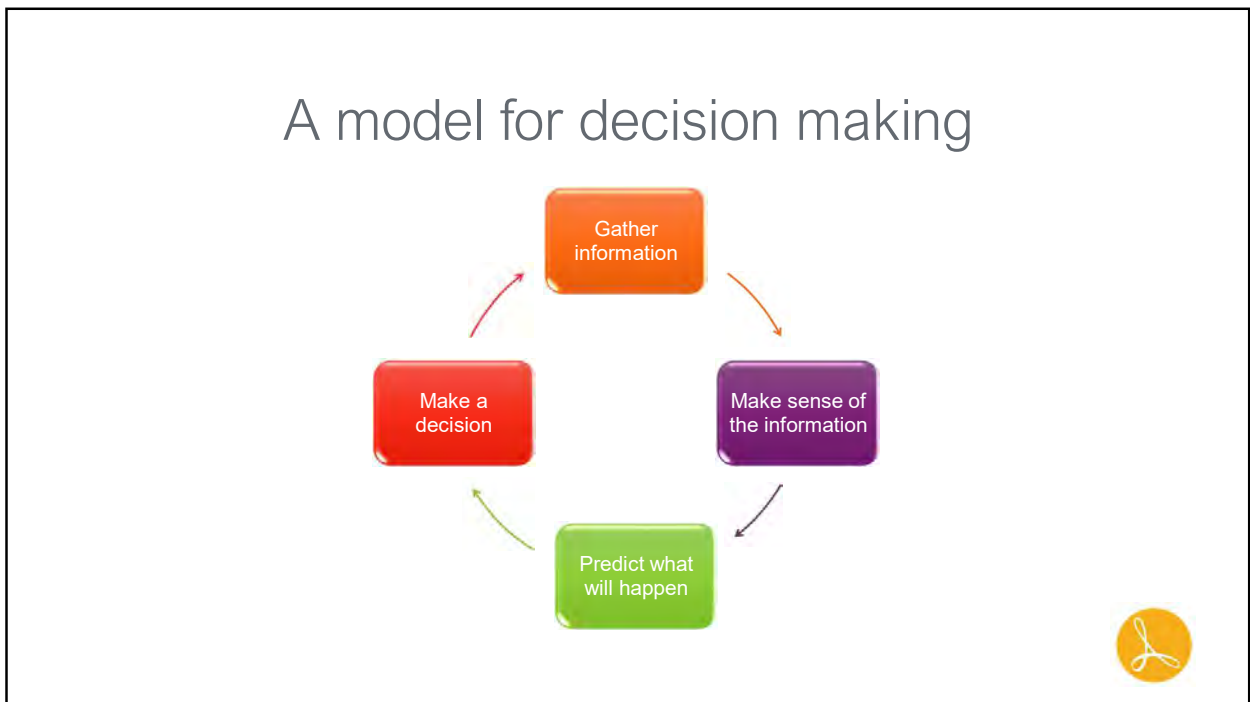 A model for decision making
Gather
information
Make sense of
the information
Predict what
will happen
Make a
decision